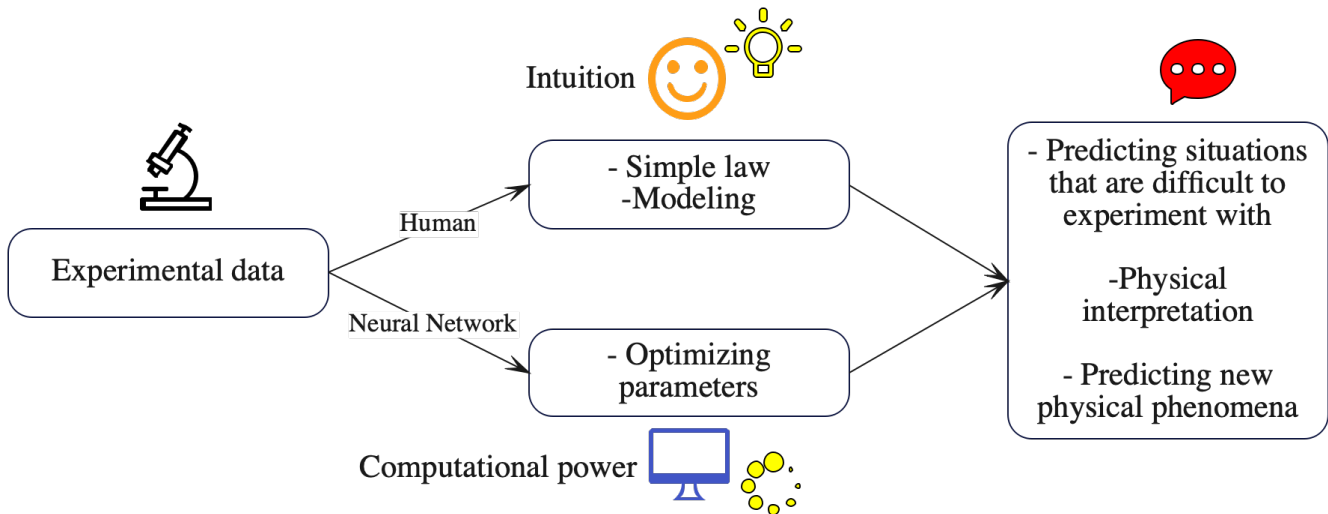 Intuition
Experimental data
Human
Neural Network
- Simple law
-Modeling
- Optimizing
parameters
Computational power
- Predicting situations
that are difficult to
experiment with
-Physical
interpretation
- Predicting new
physical phenomena